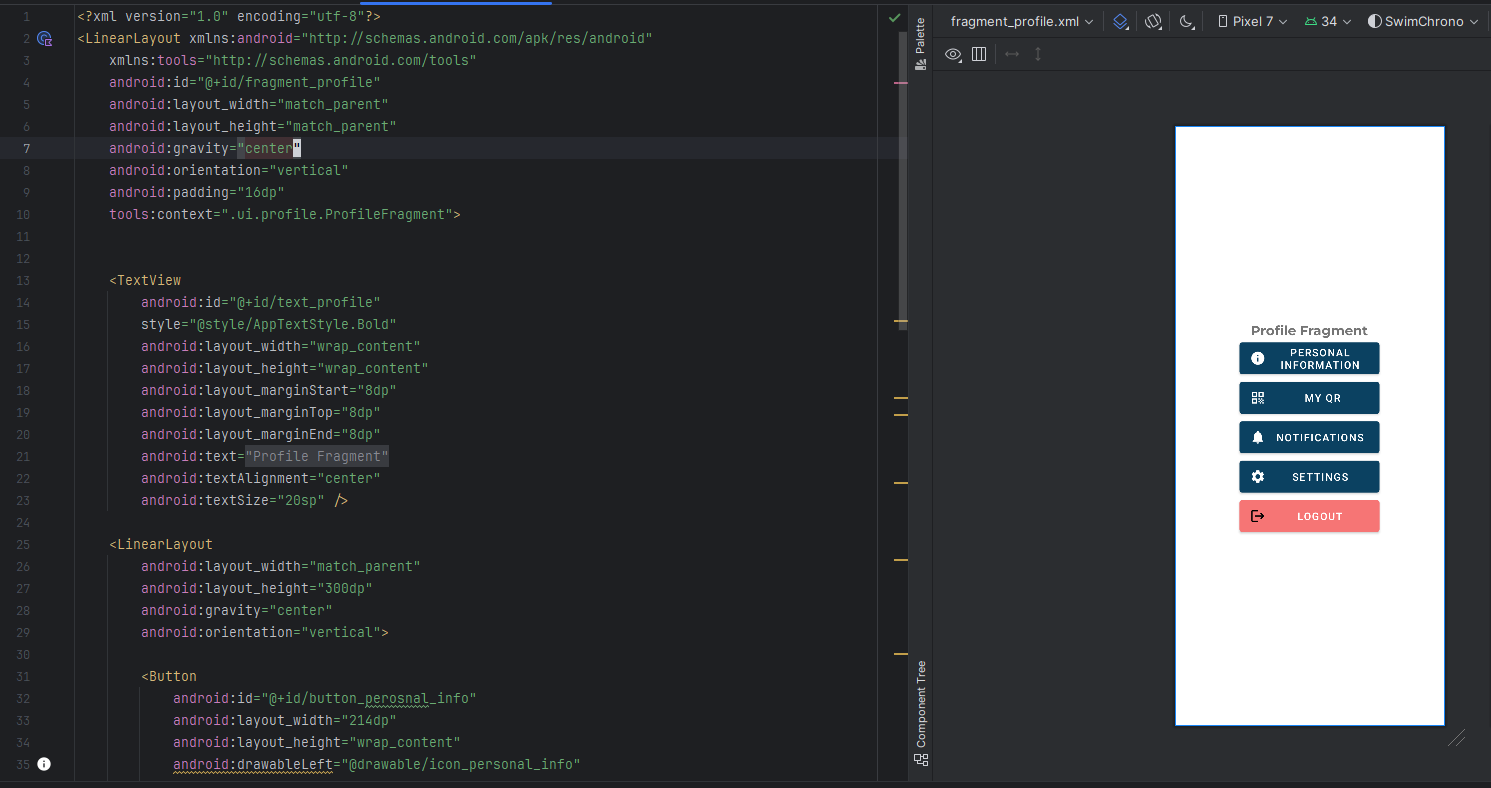 1 <?xml version="1.0" encoding="utf-8"?>
2 <LinearLayout xmlns:android="http://schemas.android.com/apk/res/android"
3 xmlns:tools="http://schemas.android.com/tools"
4 android:id="@+id/fragment_profile"
5 android:layout_width="match_parent"
6 android:layout_height="match_parent"
7 android:gravity="center"
8 android:orientation="vertical"
9 android:padding="16dp"
10 tools:context=".ui.profile.ProfileFragment">
11
12
13 <TextView
14 android:id="@+id/text_profile"
15 style="@style/AppTextStyle.Bold"
16 android:layout_width="wrap_content"
17 android:layout_height="wrap_content"
18 android:layout_marginStart="8dp"
19 android:layout_marginTop="8dp"
20 android:layout_marginEnd="8dp"
21 android:text="Profile Fragment"
22 android:textAlignment="center"
23 android:textSize="20sp" />
24
25 <LinearLayout
26 android:layout_width="match_parent"
27 android:layout_height="300dp"
28 android:gravity="center"
29 android:orientation="vertical">
30
31 <Button
32 android:id="@+id/button_perosnal_info"
33 android:layout_width="214dp"
34 android:layout_height="wrap_content"
35 android:drawableLeft="@drawable/icon_personal_info"
Palette
Component Tree
fragment_profile.xml Pixel 7 34 SwimChrono
Profile Fragment
PERSONAL
INFORMATION
MY QR
NOTIFICATIONS
SETTINGS
LOGOUT